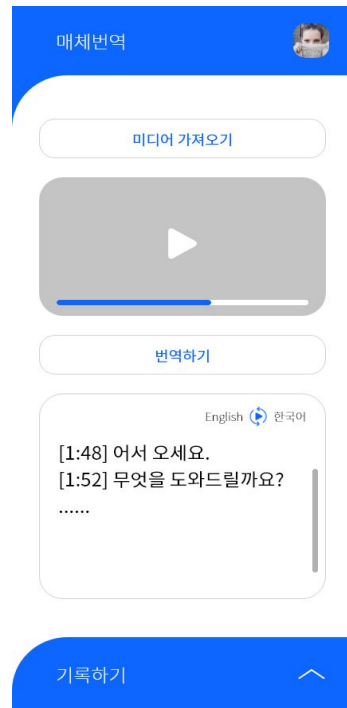 매체번역
미디어 가져오기
번역하기
English 한국어
[1:48] 어서 오세요.
[1:52] 무엇을 도와드릴까요?
......
기록하기